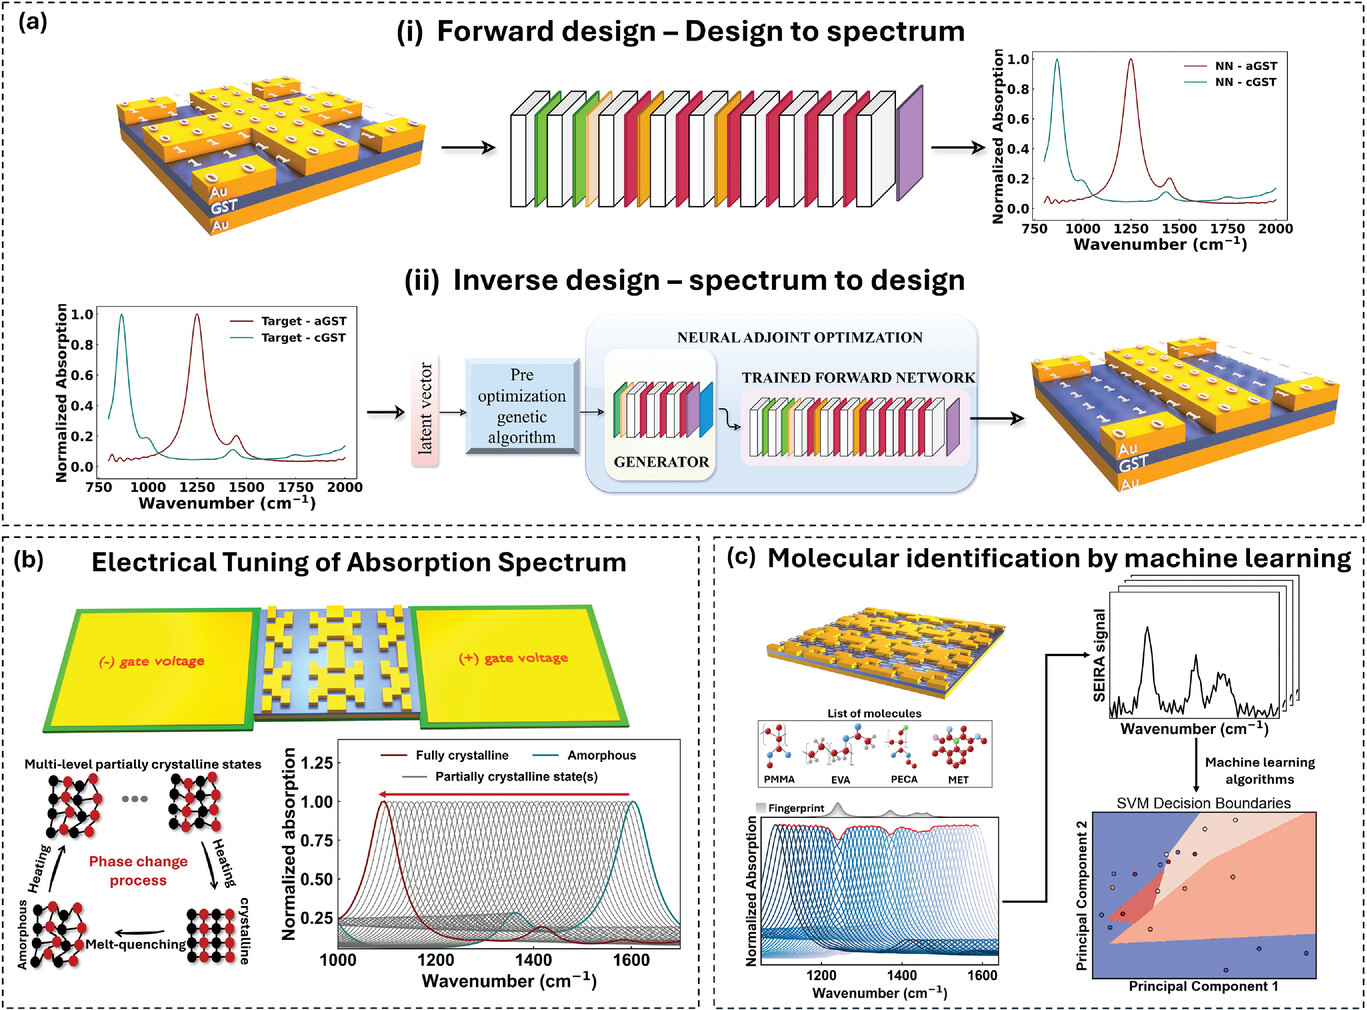 (a)
(i) Forward design – Design to spectrum
Au
GST
Au
Normalized Absorption
1.0
0.8
0.6
0.4
0.2
0.0
NN - aGST
NN - cGST
750 1000 1250 1500 1750 2000
Wavenumber (cm⁻¹)
(ii) Inverse design – spectrum to design
Normalized Absorption
1.0
0.8
0.6
0.4
0.2
0.0
Target - aGST
Target - cGST
750 1000 1250 1500 1750 2000
Wavenumber (cm⁻¹)
latent vector
Pre
optimization
genetic
algorithm
NEURAL ADJOINT OPTIMZATION
GENERATOR
TRAINED FORWARD NETWORK
Au
GST
Au
(b)
Electrical Tuning of Absorption Spectrum
(-) gate voltage
(+) gate voltage
Multi-level partially crystalline states
Heating
Phase change
process
Heating
Amorphous
Melt-quenching
crystalline
Normalized absorption
1.25
1.00
0.75
0.50
0.25
Fully crystalline
Amorphous
Partially crystalline state(s)
1000 1200 1400 1600
Wavenumber (cm⁻¹)
(c)
Molecular identification by machine learning
List of molecules
PMMA EVA PECA MET
Fingerprint
Normalized Absorption
1200 1400 1600
Wavenumber (cm⁻¹)
SEIRA signal
Wavenumber (cm⁻¹)
Machine learning
algorithms
SVM Decision Boundaries
Principal Component 2
Principal Component 1